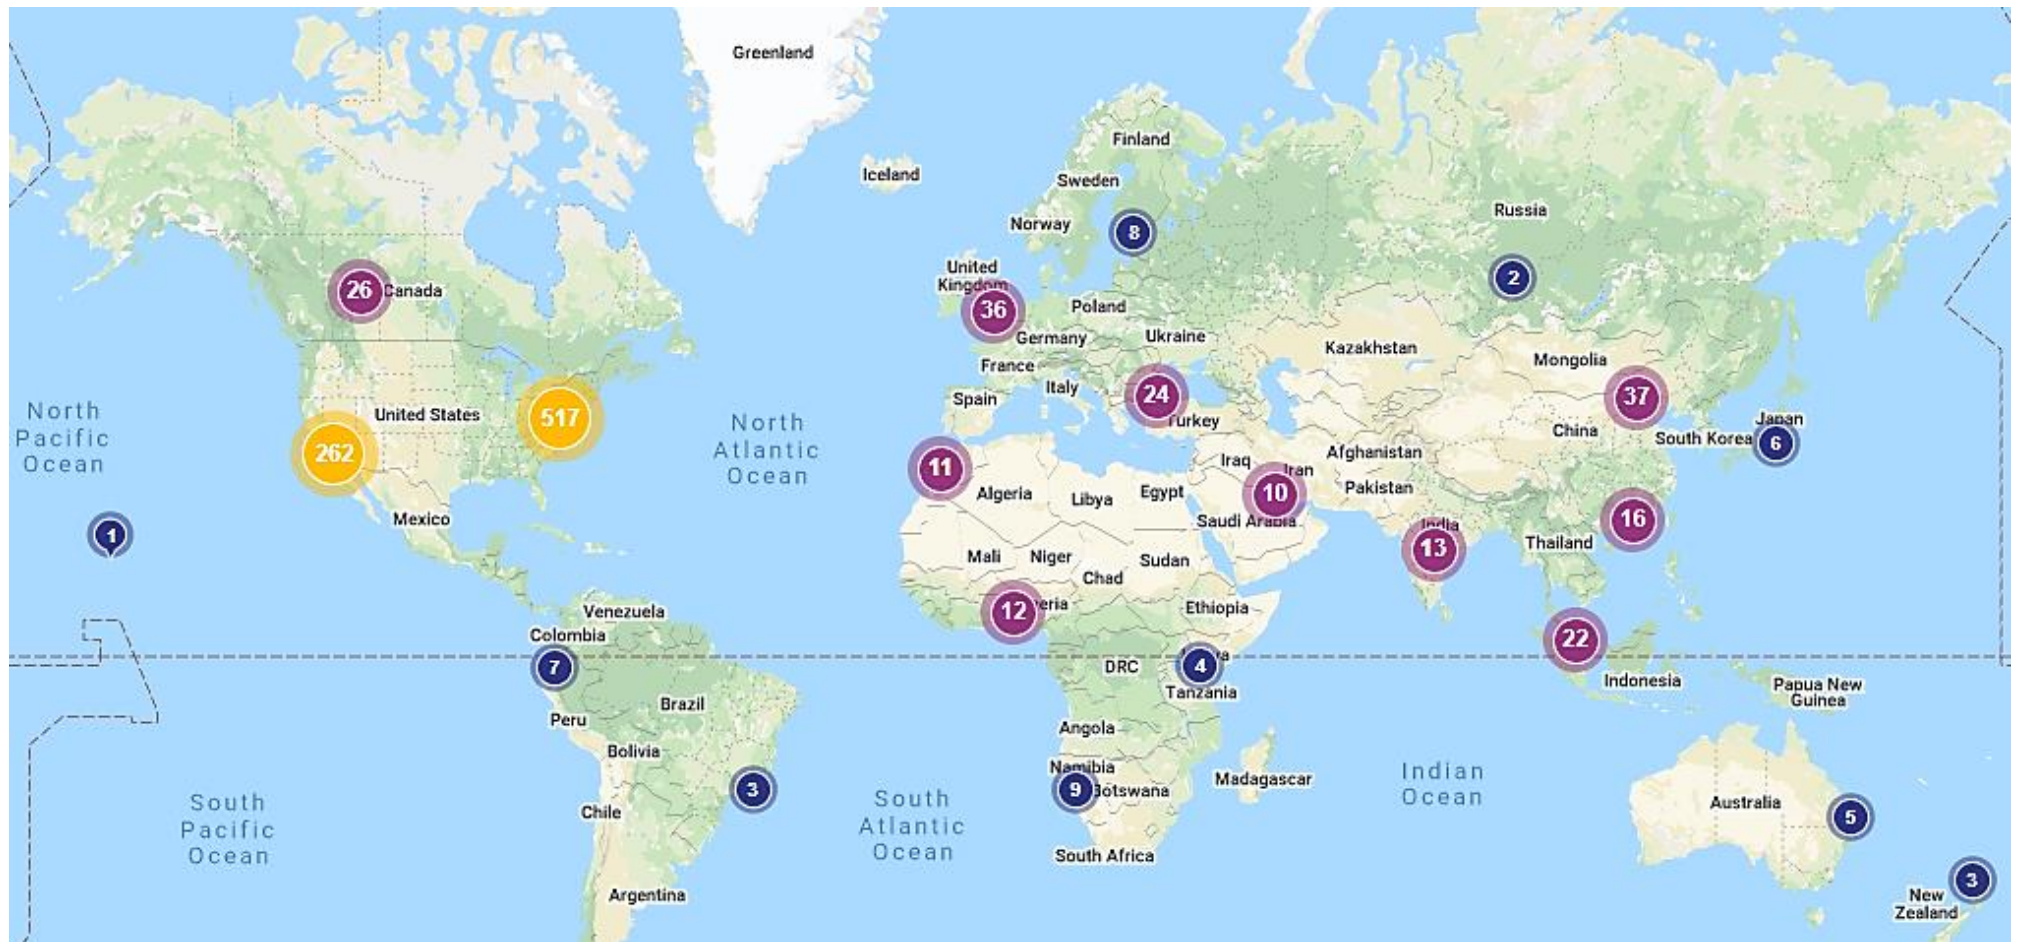 Greenland
Finland
Iceland
Sweden
Russia
Norway
8
United
Kingdom
2
26
Canada
36
Poland
Germany
Ukraine
Kazakhstan
Mongolia
France
Italy
24
37
Spain
Turkey
North
Pacific
Ocean
United States
517
North
Atlantic
Ocean
China
Japan
South Korea
6
262
11
Iraq
Iran
Afghanistan
Algeria
Libya
Egypt
10
Pakistan
Mexico
Saudi Arabia
India
16
1
13
Thailand
Mali
Niger
Sudan
Chad
Venezuela
12
eria
Ethiopia
Colombia
22
7
DRC
4
Tanzania
Indonesia
Papua New
Guinea
Brazil
Peru
Angola
Bolivia
Namibia
Madagascar
Indian
Ocean
3
9
Botswana
South
Pacific
Ocean
Chile
South
Atlantic
Ocean
Australia
5
South Africa
Argentina
3
New
Zealand